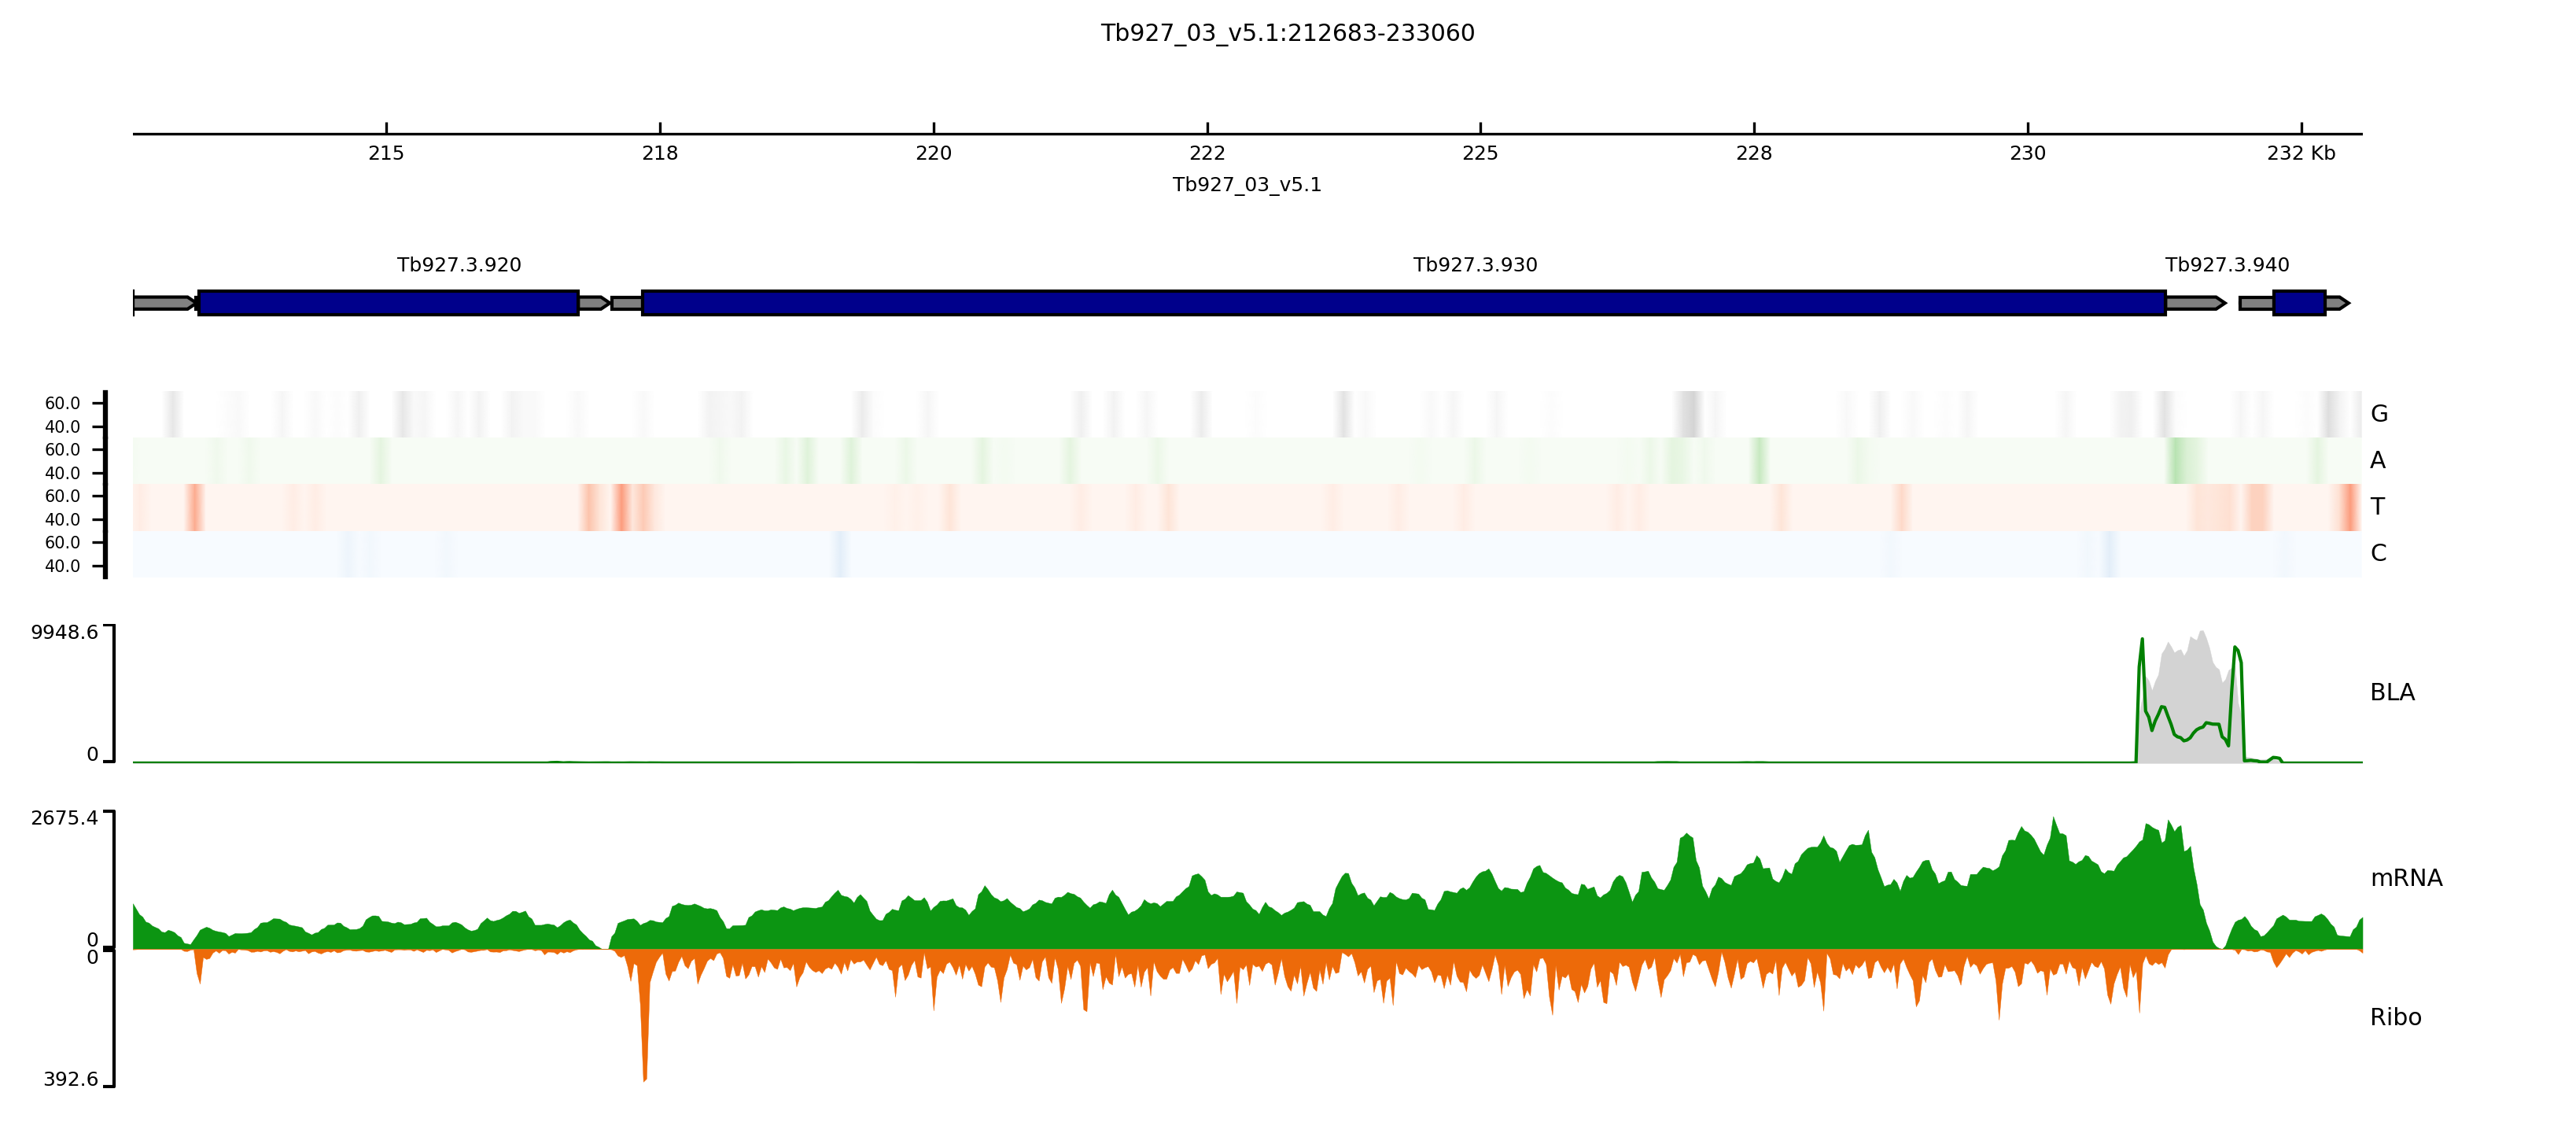 Tb927_03_v5.1:212683-233060
215 218 220 222 225 228 230 232 Kb
Tb927_03_v5.1
Tb927.3.920 Tb927.3.930 Tb927.3.940
60.0
40.0
G
60.0
40.0
A
60.0
40.0
T
60.0
40.0
C
9948.6
0
BLA
2675.4
0
mRNA
0
392.6
Ribo